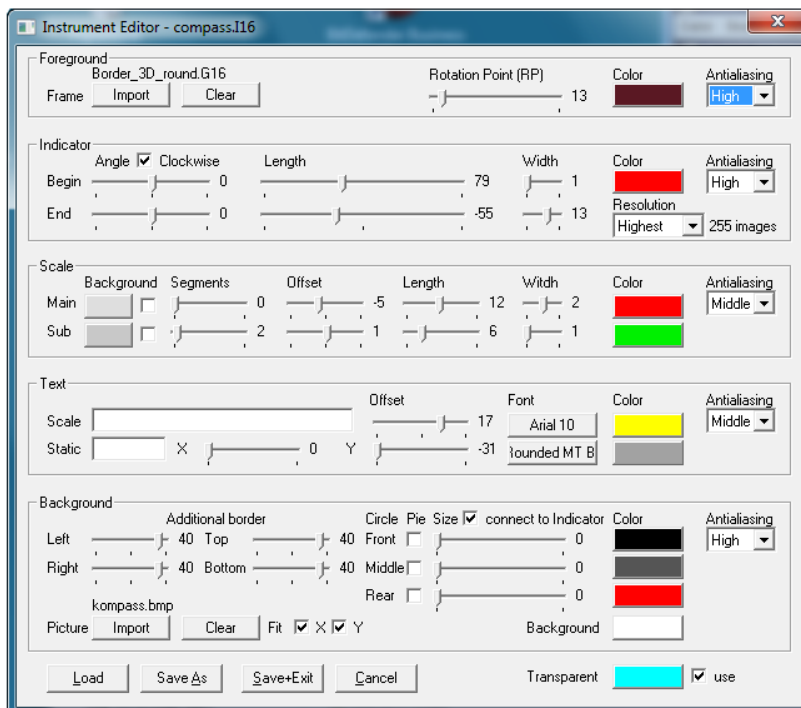 Instrument Editor - compass.I16
Foreground
Border_3D_round.G16 Rotation Point (RP) Color Antialiasing
Frame Import Clear 13 High
Indicator
Angle Clockwise Length Width Color Antialiasing
Begin 0 79 1 High
End 0 -55 13 Resolution
Highest 255 images
Scale
Background Segments Offset Length Witdh Color Antialiasing
Main 0 -5 12 2 Middle
Sub 2 1 6 1
Text
Offset Font Color Antialiasing
Scale 17 Arial 10 Middle
Static X 0 Y -31 Rounded MT B
Background
Additional border Circle Pie Size connect to Indicator Color Antialiasing
Left 40 Top 40 Front 0 High
Right 40 Bottom 40 Middle 0
Rear 0
kompass.bmp
Picture Import Clear Fit X Y Background
Load Save As Save+Exit Cancel Transparent use